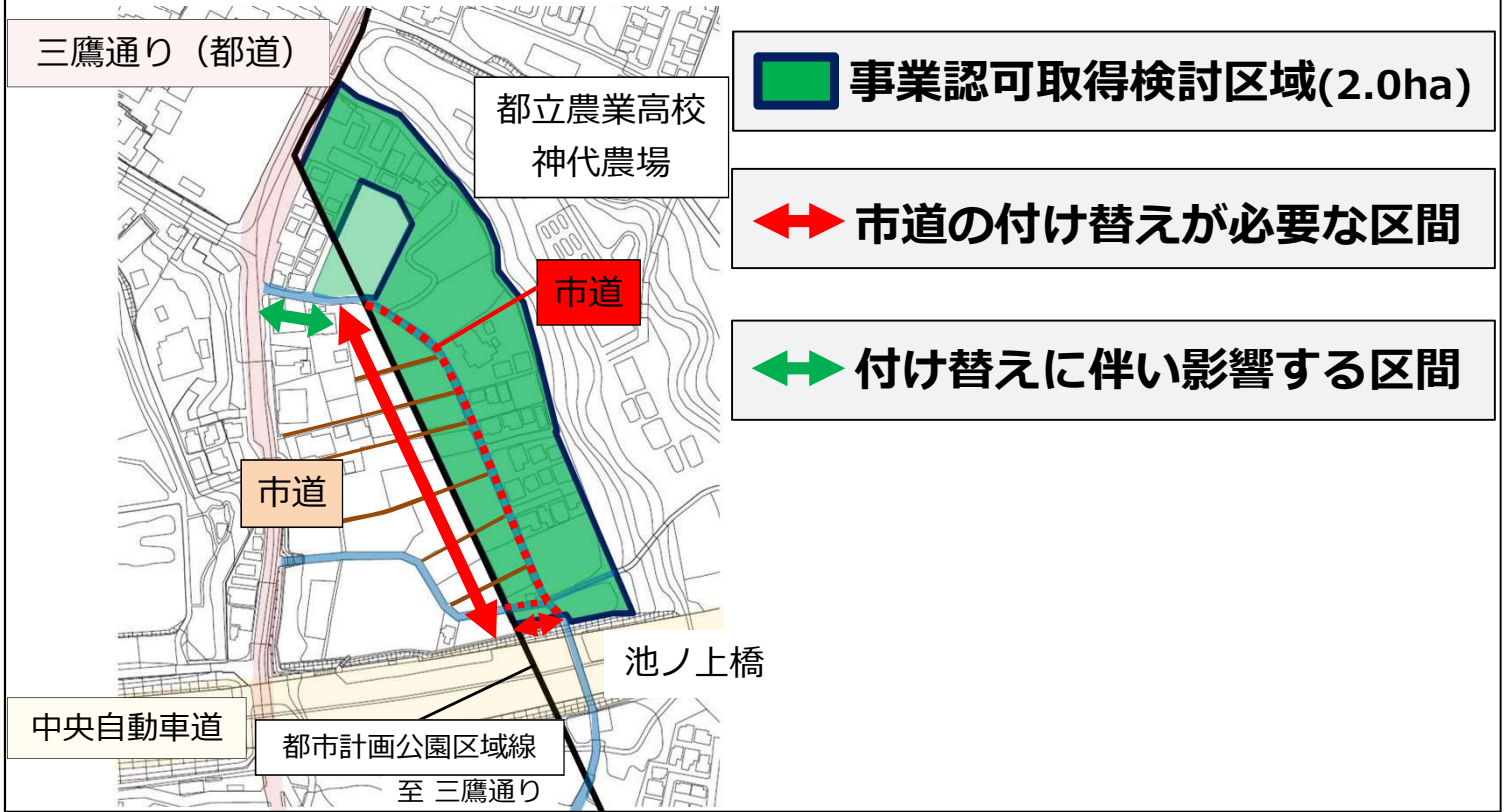 三鷹通り（都道）
都立農業高校
神代農場
市道
市道
池ノ上橋
中央自動車道
都市計画公園区域線
至 三鷹通り
事業認可取得検討区域(2.0ha)
市道の付け替えが必要な区間
付け替えに伴い影響する区間